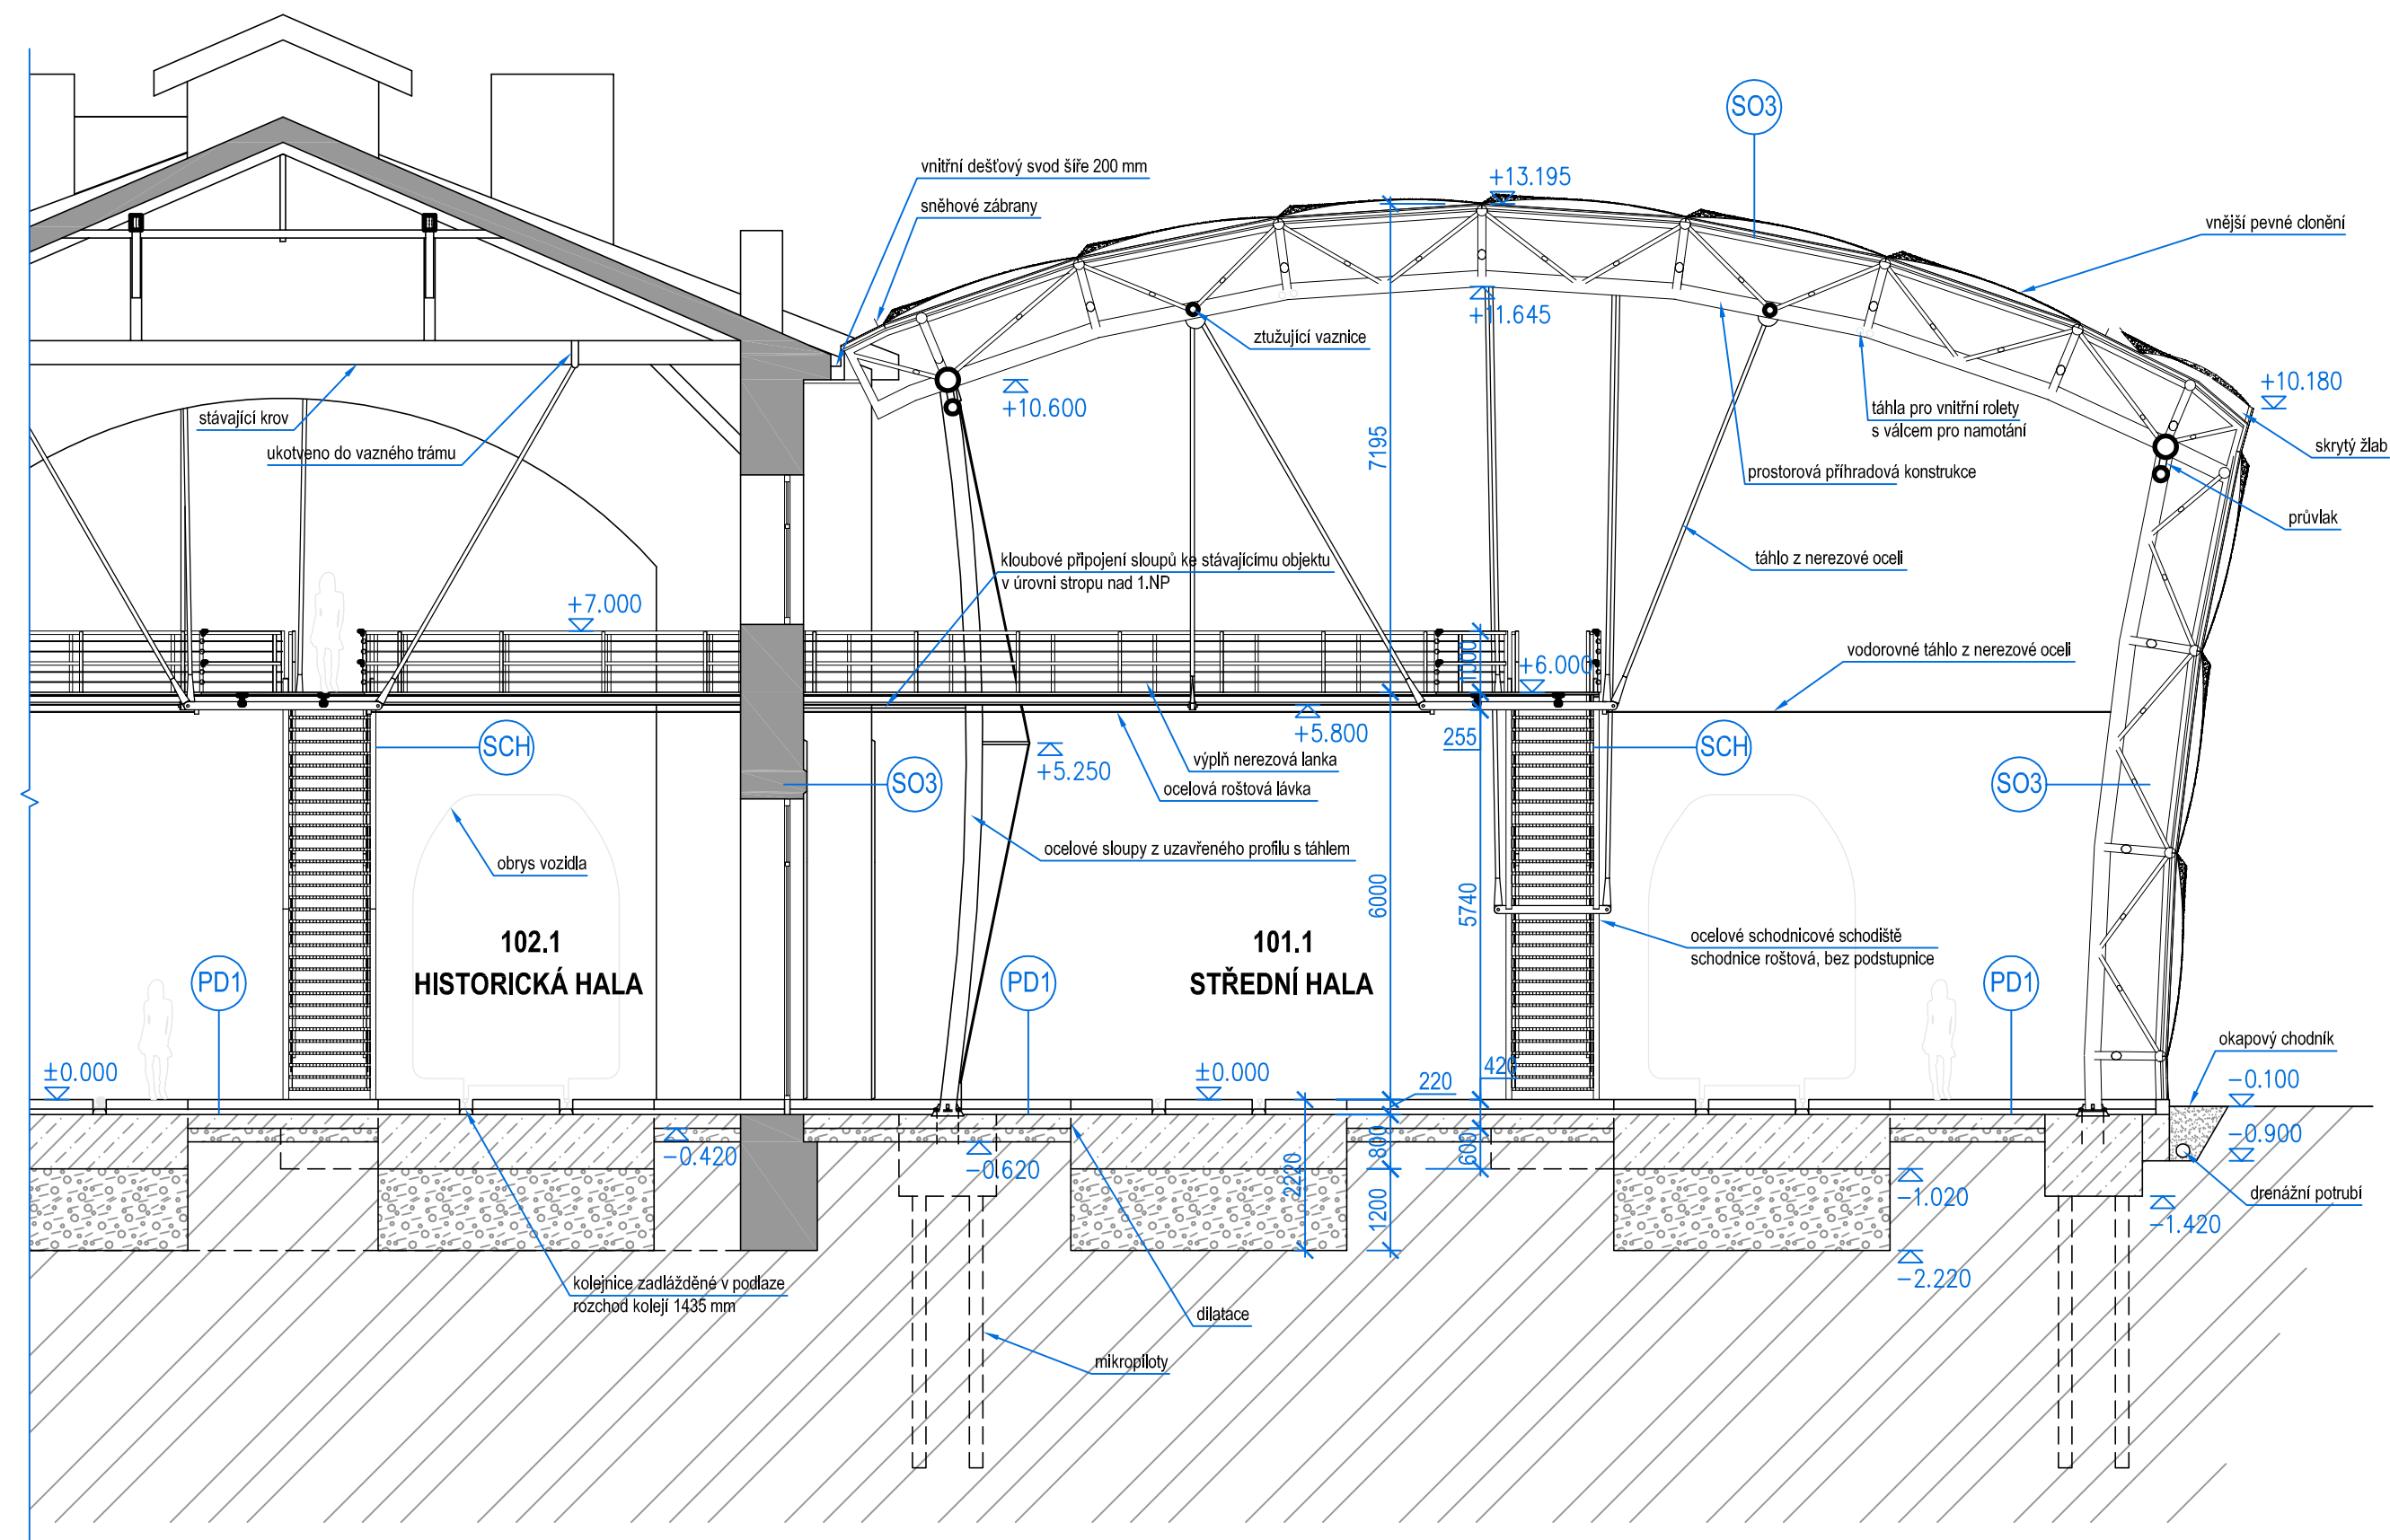 SO3
vnitřní dešťový svod šíře 200 mm
+13.195
sněhové zábrany
vnější pevné clonění
+11.645
ztužující vaznice
+10.600
+10.180
stávající krov
táhla pro vnitřní rolety
s válcem pro namotání
ukotveno do vazného trámu
7195
skrytý žlab
prostorová příhradová konstrukce
průvlak
kloubové připojení sloupů ke stávajícímu objektu
v úrovni stropu nad 1.NP
táhlo z nerezové oceli
+7.000
1000
+6.000
vodorovné táhlo z nerezové oceli
+5.800
255
SCH
SCH
+5.250
výplň nerezová lanka
SO3
SO3
ocelová roštová lávka
obrys vozidla
ocelové sloupy z uzavřeného profilu s táhlem
6000
5740
102.1
HISTORICKÁ HALA
101.1
STŘEDNÍ HALA
ocelové schodnicové schodiště
schodnice roštová, bez podstupnice
PD1
PD1
PD1
okapový chodník
±0.000
±0.000
420
220
-0.100
-0.420
-0.620
800
600
-0.900
2220
1200
-1.020
drenážní potrubí
-1.420
-2.220
kolejnice zadlážděné v podlaze
rozchod kolejí 1435 mm
dilatace
mikropiloty